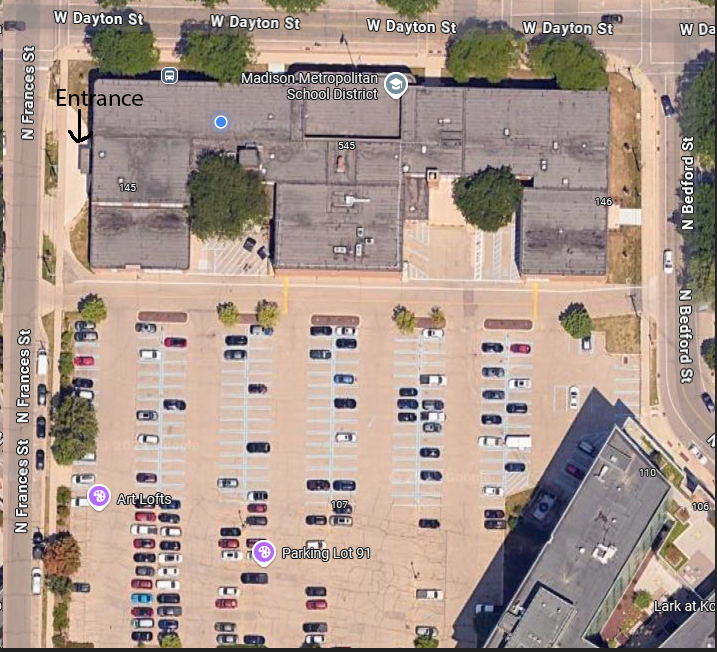 W Dayton St
W Dayton St
W Dayton St
W Dayton St
W Da
N Frances St
Madison Metropolitan
School District
Entrance
545
145
146
N Bedford St
N Bedford St
N Frances St
N Frances St
110
Art Lofts
107
106
Parking Lot 91
Lark at Ko